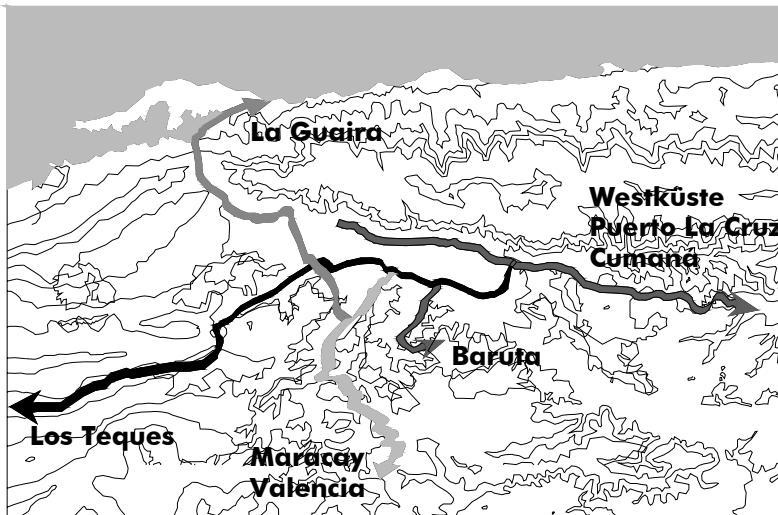 La Guaira
Westküste
Puerto La Cruz
Cumaná
Baruta
Los Teques
Maracay
Valencia